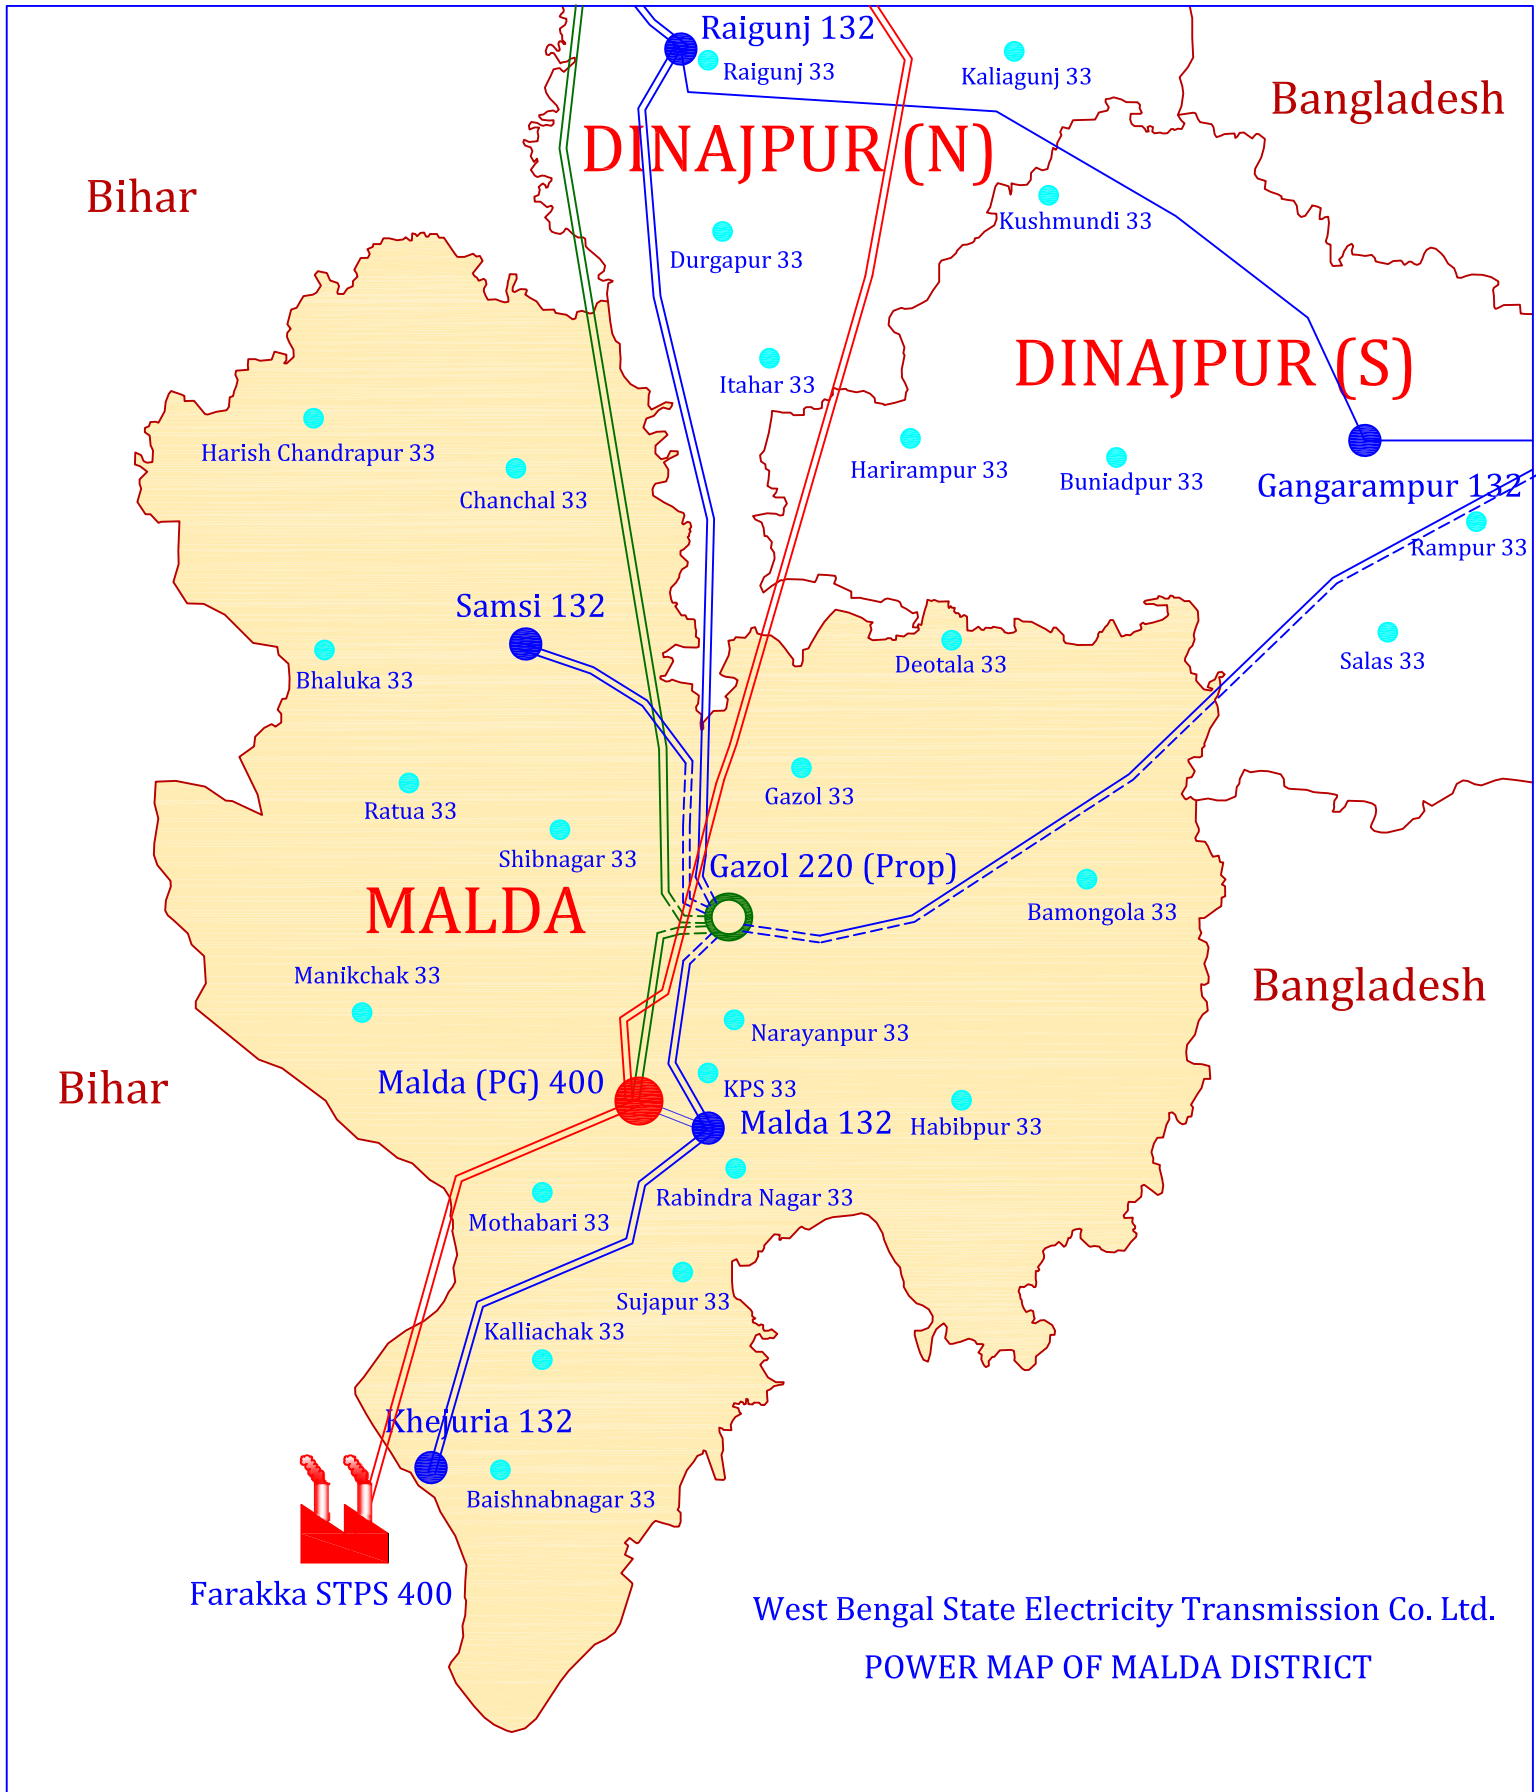 Raigunj 132
Raigunj 33
Kaliagunj 33
Bangladesh
DINAJPUR (N)
Bihar
Kushmundi 33
Durgapur 33
DINAJPUR (S)
Itahar 33
Harish Chandrapur 33
Harirampur 33
Buniadpur 33
Chanchal 33
Gangarampur 132
Rampur 33
Samsi 132
Deotala 33
Salas 33
Bhaluka 33
Gazol 33
Ratua 33
Shibnagar 33
Gazol 220 (Prop)
MALDA
Bamongola 33
Manikchak 33
Bangladesh
Narayanpur 33
Bihar
Malda (PG) 400
KPS 33
Malda 132
Habibpur 33
Rabindra Nagar 33
Mothabari 33
Sujapur 33
Kalliachak 33
Khejuria 132
Baishnabnagar 33
Farakka STPS 400
West Bengal State Electricity Transmission Co. Ltd.
POWER MAP OF MALDA DISTRICT